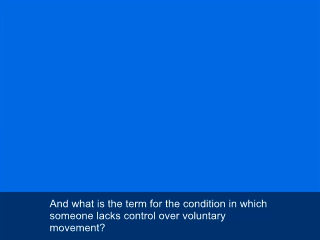 And what is the term for the condition in which
someone lacks control over voluntary
movement?